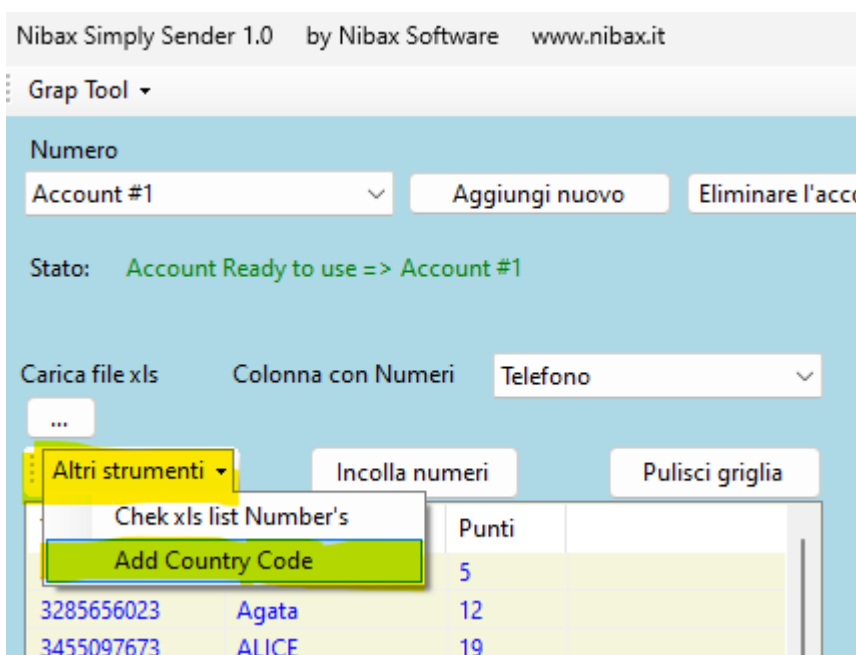 Nibax Simply Sender 1.0 by Nibax Software www.nibax.it
Grap Tool
Numero
Account #1 Aggiungi nuovo Eliminare l'acco
Stato: Account Ready to use => Account #1
Carica file xls Colonna con Numeri Telefono
...
Altri strumenti Incolla numeri Pulisci griglia
Chek xls list Number's Punti
Add Country Code 5
3285656023 Agata 12
3455097673 ALICE 19